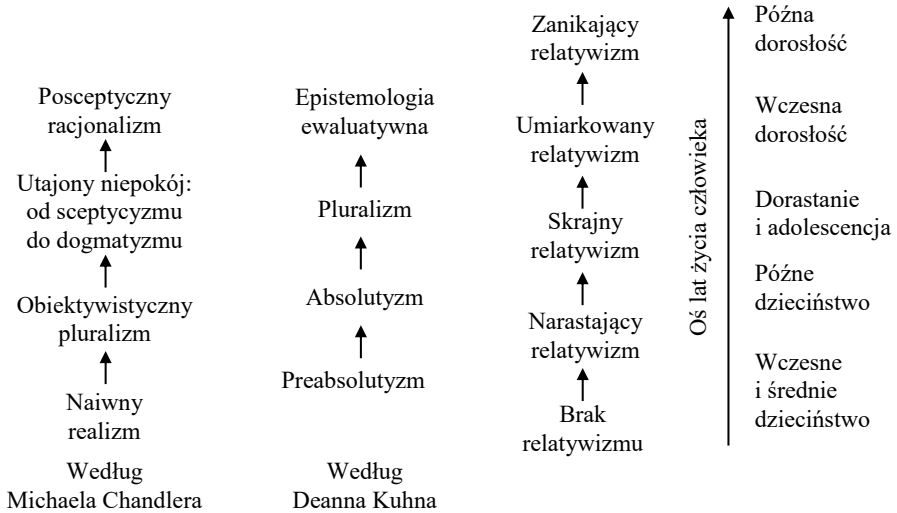 Posceptyczny
racjonalizm
Utajony niepokój:
od sceptycyzmu
do dogmatyzmu
Obiektywistyczny
pluralizm
Naiwny
realizm
Według
Michaela Chandlera
Epistemologia
ewaluatywna
Pluralizm
Absolutyzm
Preabsolutyzm
Według
Deanna Kuhna
Zanikający
relatywizm
Umiarkowany
relatywizm
Skrajny
relatywizm
Narastający
relatywizm
Brak
relatywizmu
Oś lat życia człowieka
Późna
dorosłość
Wczesna
dorosłość
Dorastanie
i adolescencja
Późne
dzieciństwo
Wczesne
i średnie
dzieciństwo